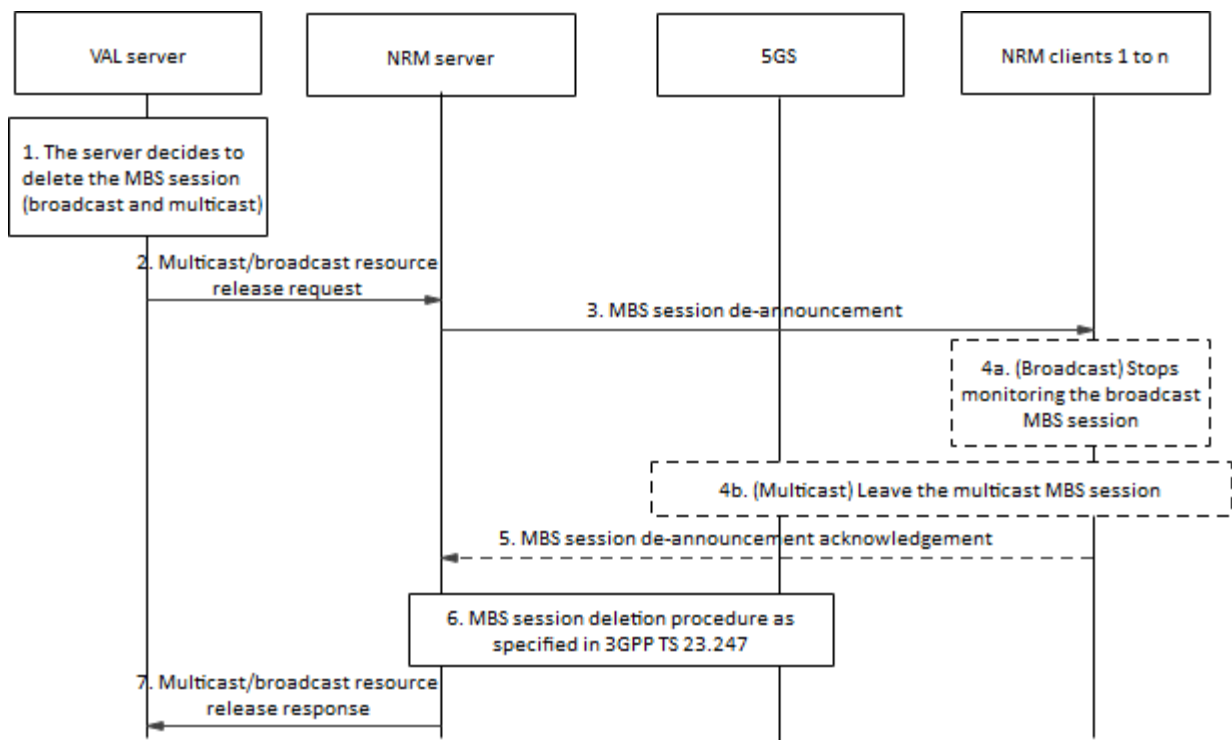 VAL server
NRM server
5GS
NRM clients 1 to n
1. The server decides to
delete the MBS session
(broadcast and multicast)
2. Multicast/broadcast resource
release request
3. MBS session de-announcement
4a. (Broadcast) Stops
monitoring the broadcast
MBS session
4b. (Multicast) Leave the multicast MBS session
5. MBS session de-announcement acknowledgement
6. MBS session deletion procedure as
specified in 3GPP TS 23.247
7. Multicast/broadcast resource
release response